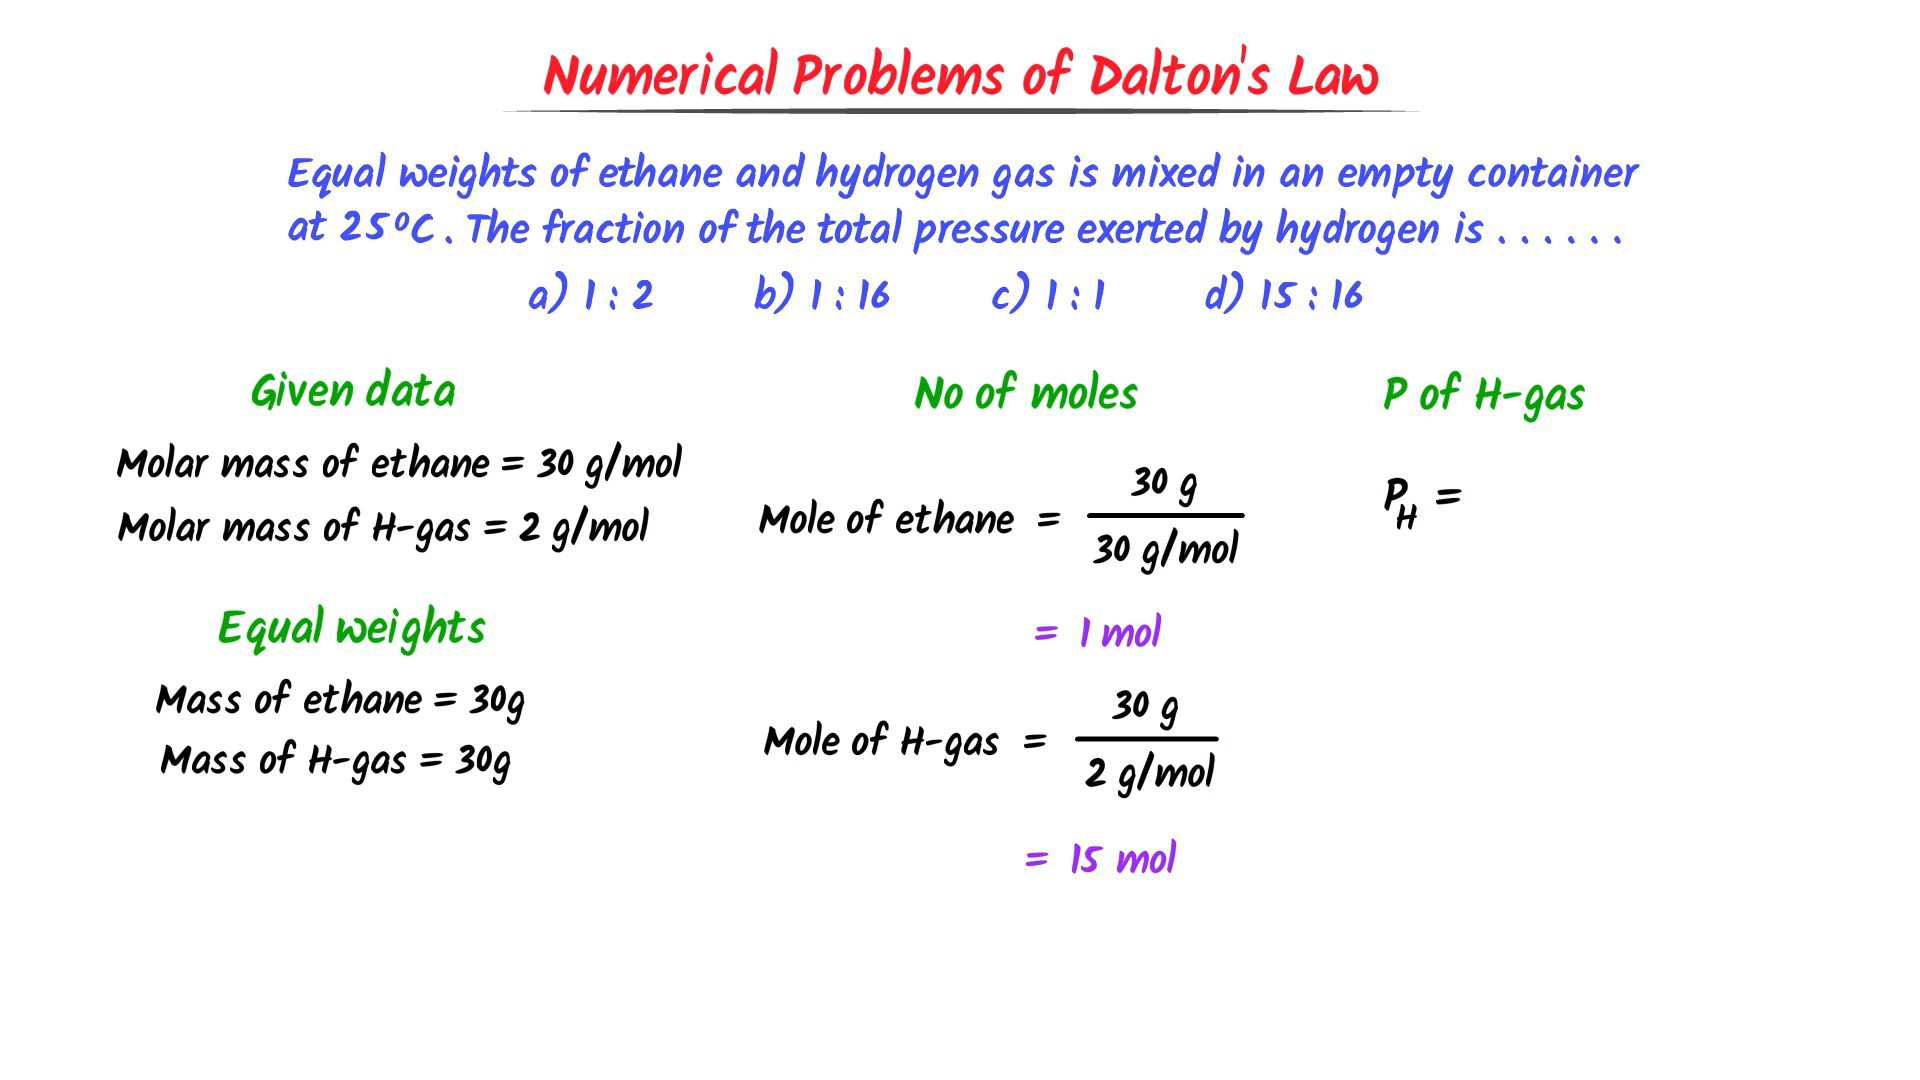 Numerical Problems of Dalton's Law
Equal weights of ethane and hydrogen gas is mixed in an empty container
at 25°C. The fraction of the total pressure exerted by hydrogen is ......
a) 1 : 2 b) 1 : 16 c) 1 : 1 d) 15 : 16
Given data
Molar mass of ethane = 30 g/mol
Molar mass of H-gas = 2 g/mol
Equal weights
Mass of ethane = 30g
Mass of H-gas = 30g
No of moles
Mole of ethane =
30 g
30 g/mol
= 1 mol
Mole of H-gas =
30 g
2 g/mol
= 15 mol
P of H-gas
P_H =